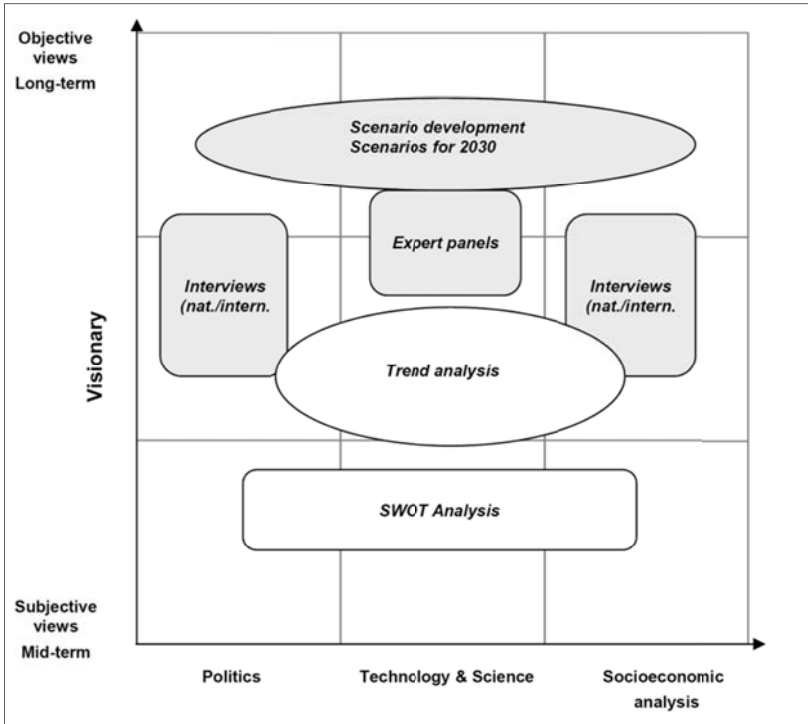 Objective
views
Long-term
Scenario development
Scenarios for 2030
Expert panels
Interviews
(nat./intern.
Interviews
(nat./intern.
Visionary
Trend analysis
SWOT Analysis
Subjective
views
Mid-term
Politics
Technology & Science
Socioeconomic
analysis